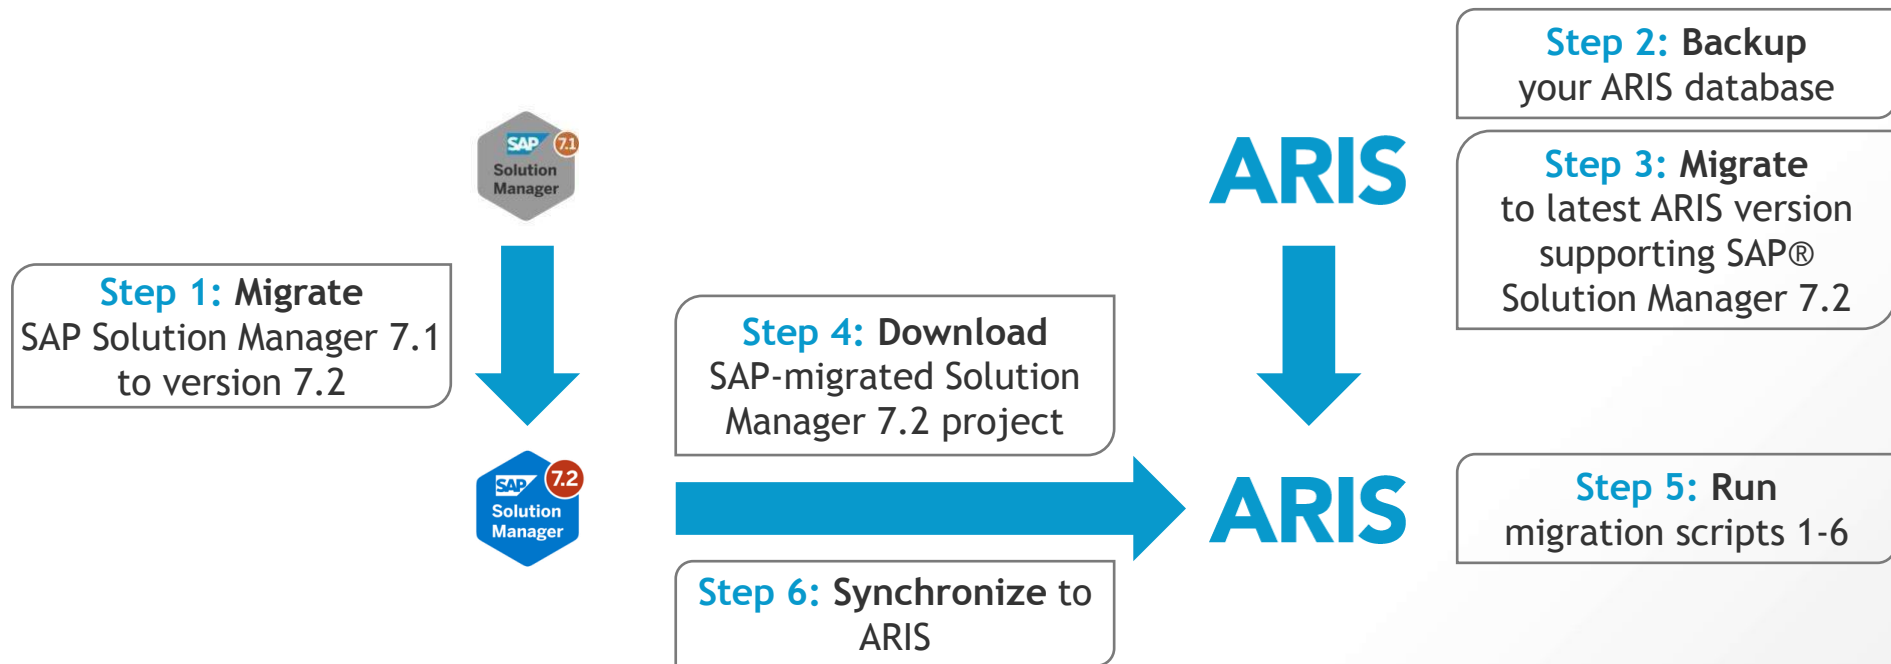 Step 2: Backup
your ARIS database
SAP 7.1
Solution
Manager
ARIS
Step 3: Migrate
to latest ARIS version
supporting SAP®
Solution Manager 7.2
Step 1: Migrate
SAP Solution Manager 7.1
to version 7.2
Step 4: Download
SAP-migrated Solution
Manager 7.2 project
SAP 7.2
Solution
Manager
ARIS
Step 5: Run
migration scripts 1-6
Step 6: Synchronize to
ARIS